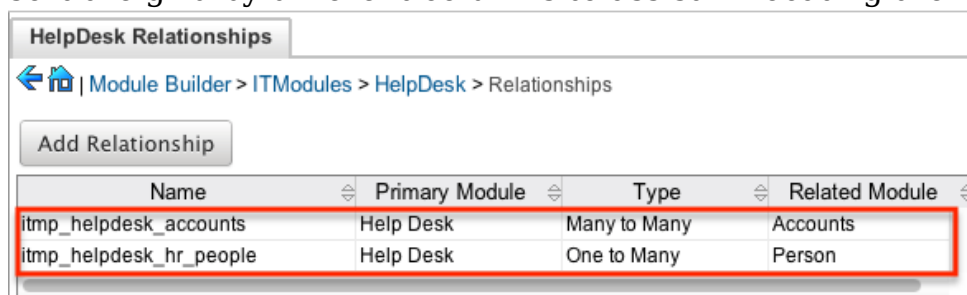 HelpDesk Relationships
| Module Builder > ITModules > HelpDesk > Relationships
Add Relationship
Name Primary Module Type Related Module
itmp_helpdesk_accounts Help Desk Many to Many Accounts
itmp_helpdesk_hr_people Help Desk One to Many Person